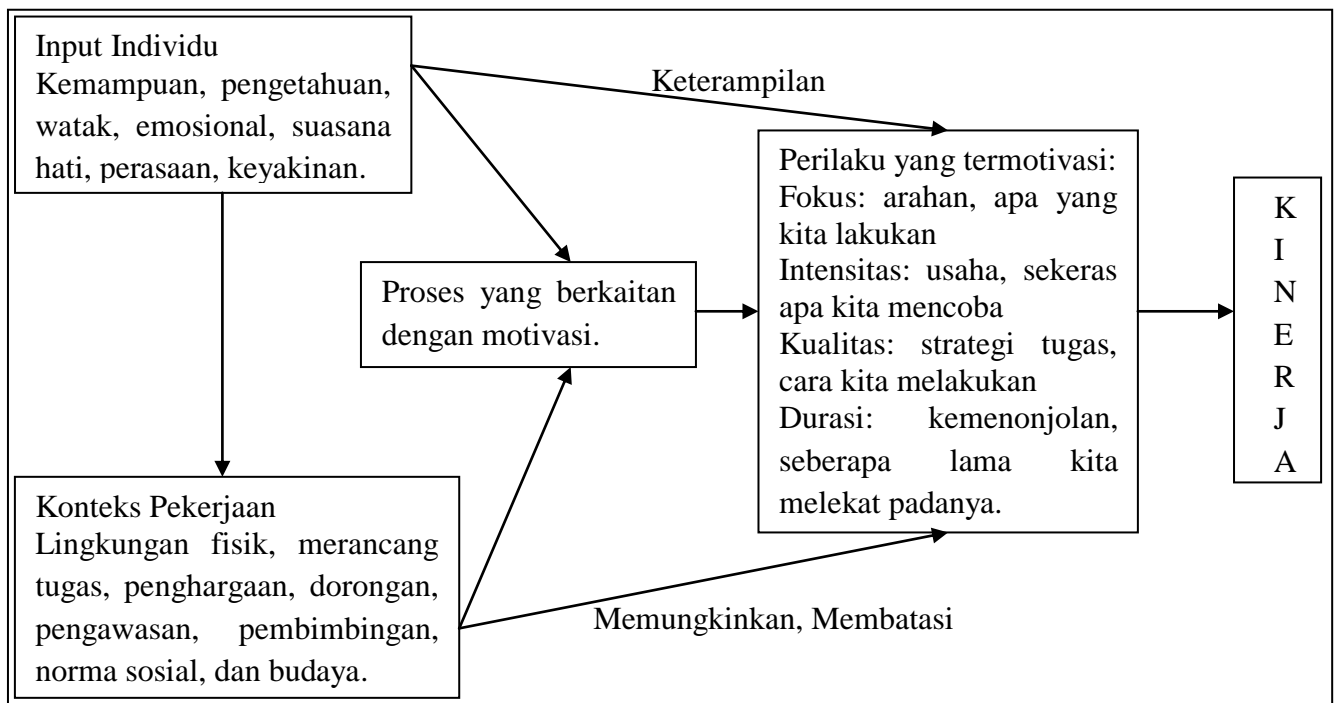 Input Individu
Kemampuan, pengetahuan,
watak, emosional, suasana
hati, perasaan, keyakinan.
Keterampilan
Proses yang berkaitan
dengan motivasi.
Perilaku yang termotivasi:
Fokus: arahan, apa yang
kita lakukan
Intensitas: usaha, sekeras
apa kita mencoba
Kualitas: strategi tugas,
cara kita melakukan
Durasi: kemenonjolan,
seberapa lama kita
melekat padanya.
K
I
N
E
R
J
A
Konteks Pekerjaan
Lingkungan fisik, merancang
tugas, penghargaan, dorongan,
pengawasan, pembimbingan,
norma sosial, dan budaya.
Memungkinkan, Membatasi